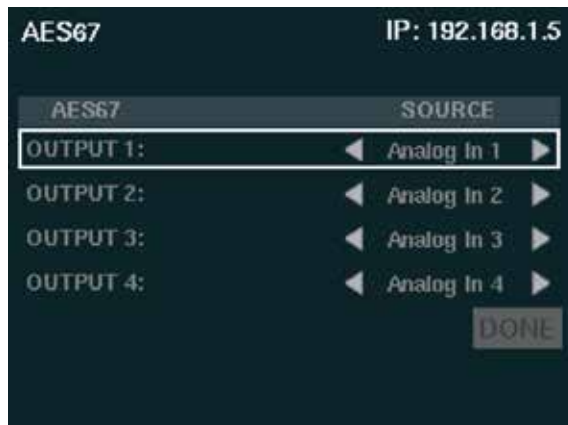 AES67 IP: 192.168.1.5
AES67 SOURCE
OUTPUT 1: Analog In 1
OUTPUT 2: Analog In 2
OUTPUT 3: Analog In 3
OUTPUT 4: Analog In 4
DONE